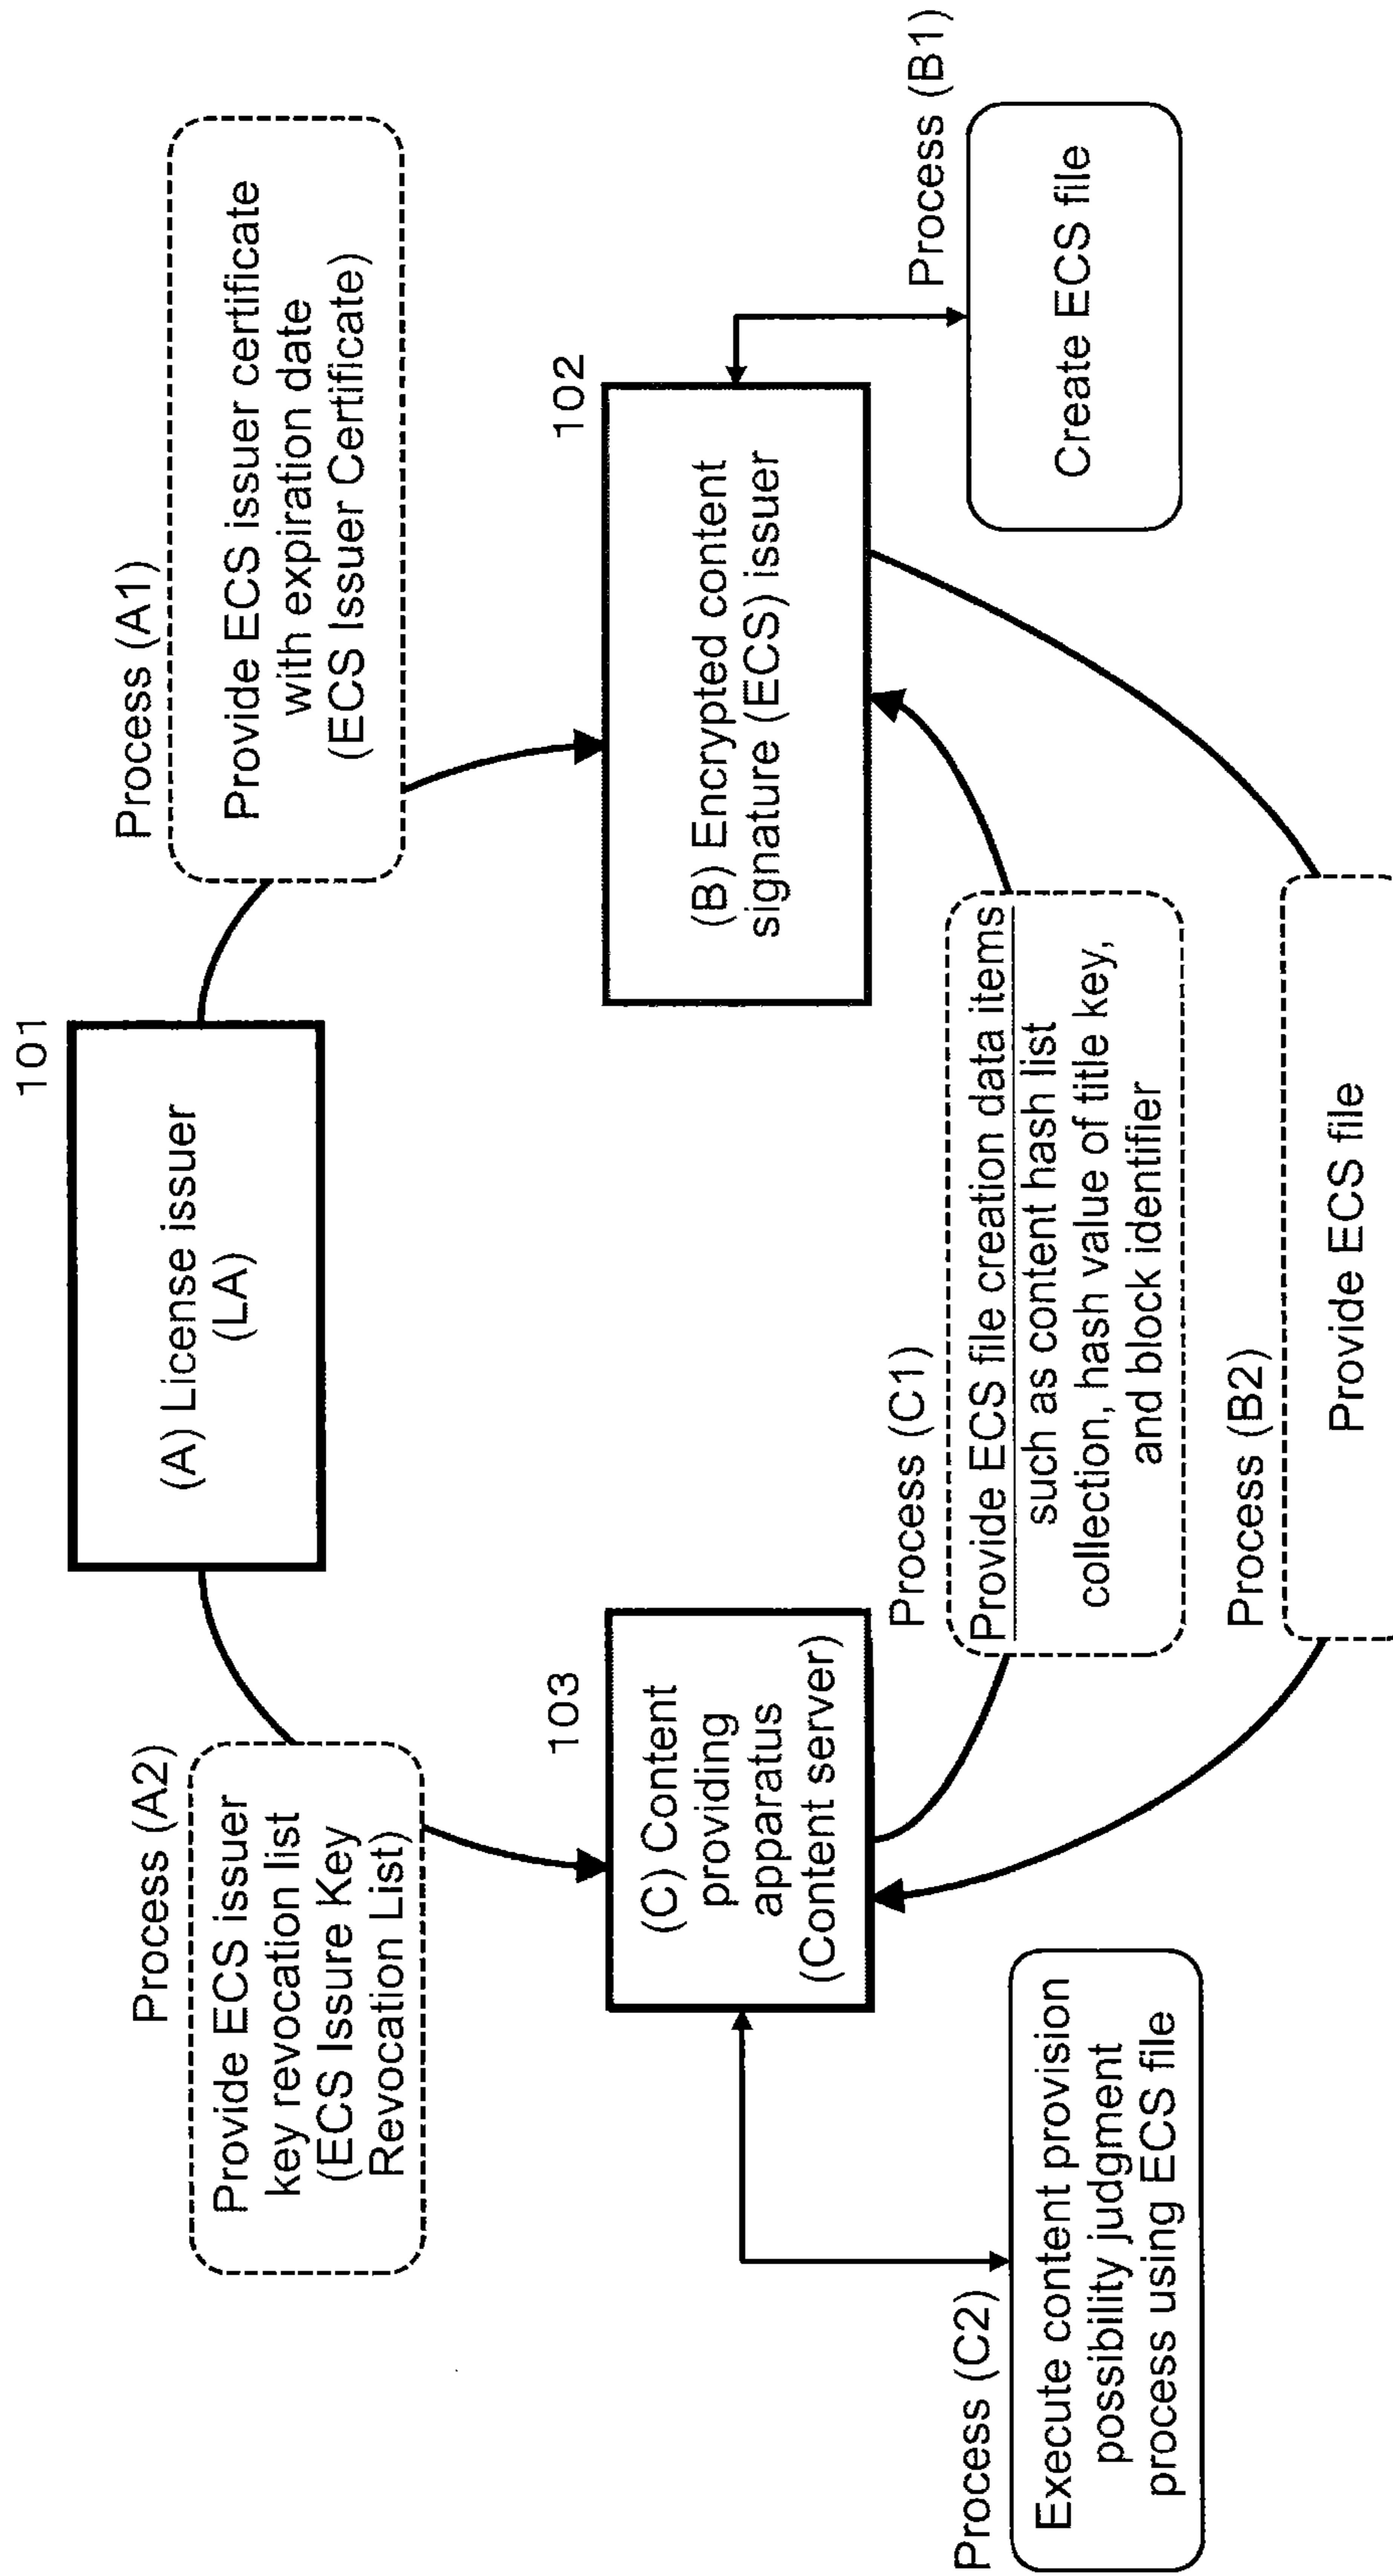 101
(A) License issuer
(LA)
Process (A1)
Provide ECS issuer certificate
with expiration date
(ECS Issuer Certificate)
Process (A2)
Provide ECS issuer
key revocation list
(ECS Issure Key
Revocation List)
102
(B) Encrypted content
signature (ECS) issuer
103
(C) Content
providing
apparatus
(Content server)
Process (B1)
Create ECS file
Process (C1)
Provide ECS file creation data items
such as content hash list
collection, hash value of title key,
and block identifier
Process (C2)
Execute content provision
possibility judgment
process using ECS file
Process (B2)
Provide ECS file